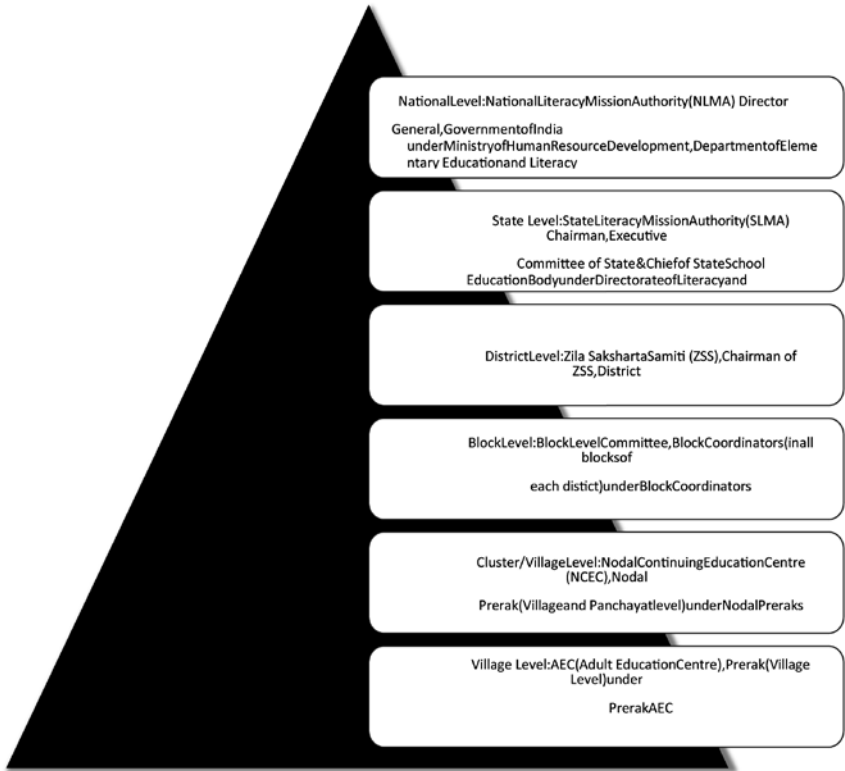 NationalLevel:NationalLiteracyMissionAuthority(NLMA) Director
General,GovernmentofIndia
underMinistryofHumanResourceDevelopment,DepartmentofEleme
ntary Educationand Literacy
State Level:StateLiteracyMissionAuthority(SLMA)
Chairman,Executive
Committee of State&Chiefof StateSchool
EducationBodyunderDirectorateofLiteracyand
DistrictLevel:Zila SakshartaSamiti (ZSS),Chairman of
ZSS,District
BlockLevel:BlockLevelCommittee,BlockCoordinators(inall
blocksof
each distict)underBlockCoordinators
Cluster/VillageLevel:NodalContinuingEducationCentre
(NCEC),Nodal
Prerak(Villageand Panchayatlevel)underNodalPreraks
Village Level:AEC(Adult EducationCentre),Prerak(Village
Level)under
PrerakAEC